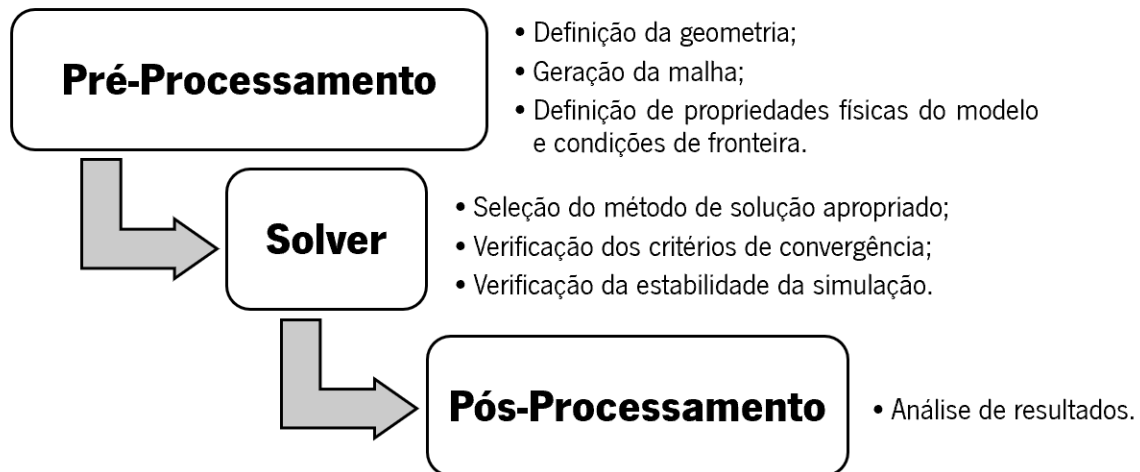 Pré-Processamento
• Definição da geometria;
• Geração da malha;
• Definição de propriedades físicas do modelo
e condições de fronteira.
Solver
• Seleção do método de solução apropriado;
• Verificação dos critérios de convergência;
• Verificação da estabilidade da simulação.
Pós-Processamento
• Análise de resultados.